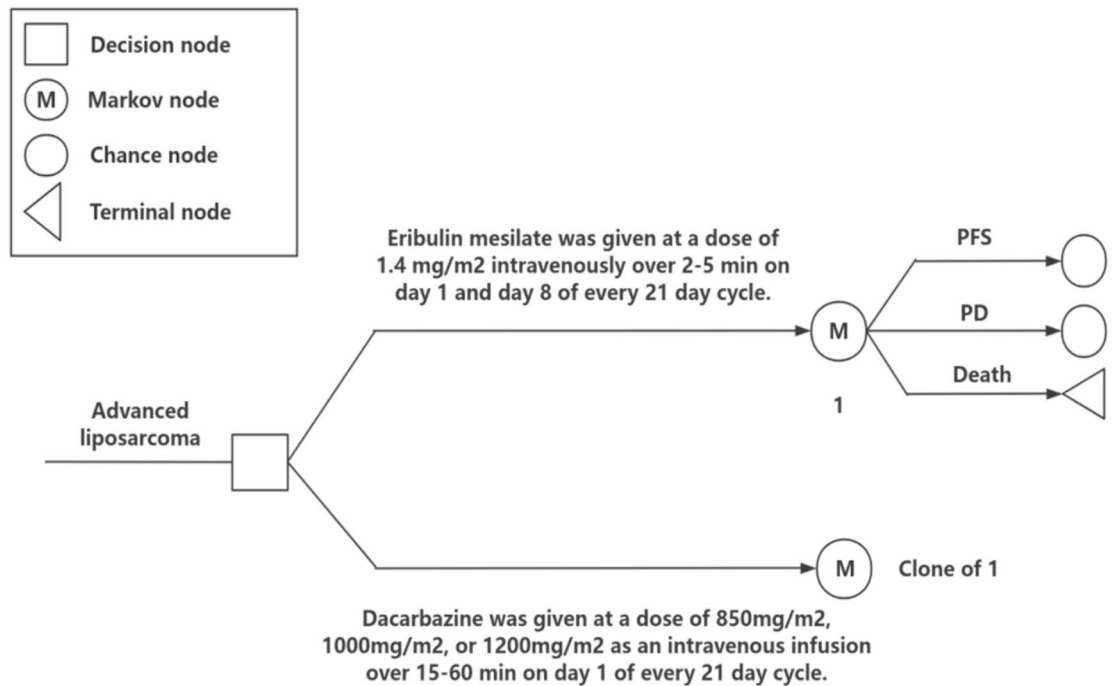 Decision node
M
Markov node
Chance node
Terminal node
Eribulin mesilate was given at a dose of
1.4 mg/m2 intravenously over 2-5 min on
day 1 and day 8 of every 21 day cycle.
PFS
M
PD
Death
1
Advanced
liposarcoma
M
Clone of 1
Dacarbazine was given at a dose of 850mg/m2,
1000mg/m2, or 1200mg/m2 as an intravenous infusion
over 15-60 min on day 1 of every 21 day cycle.